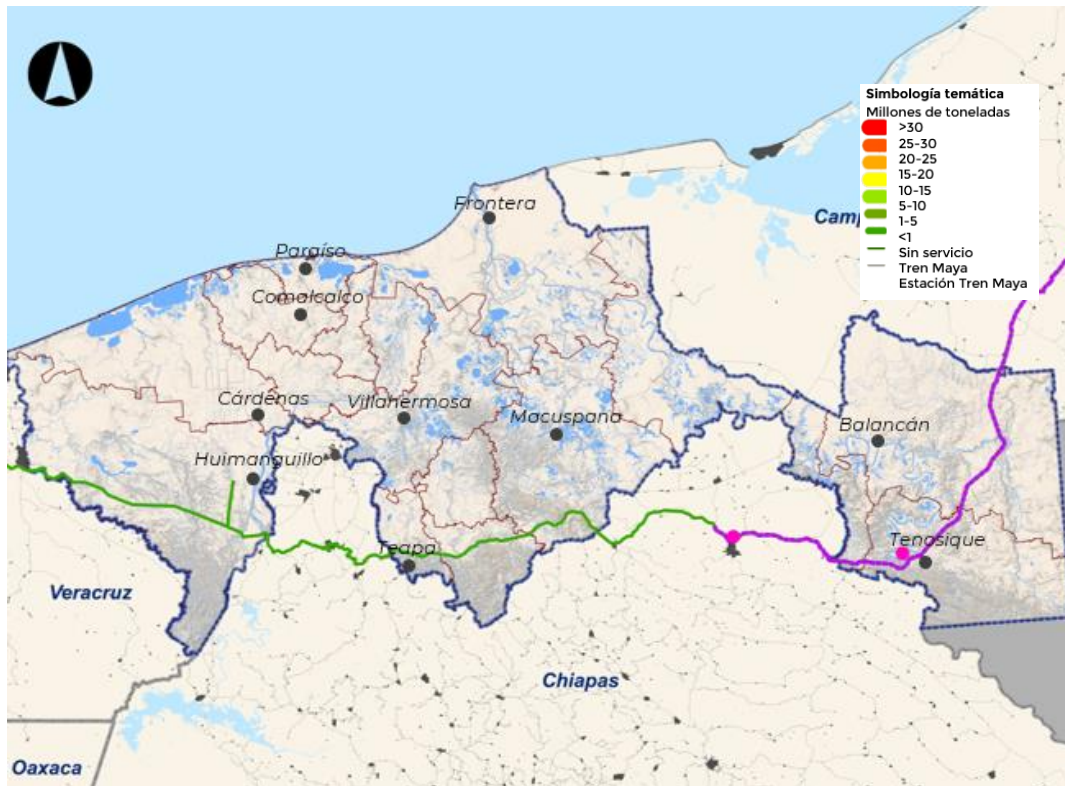 Simbología temática
Millones de toneladas
>30
25-30
20-25
15-20
10-15
5-10
1-5
<1
Sin servicio
Tren Maya
Estación Tren Maya
Camp
Frontera
Paraíso
Comalcalco
Cárdenas
Villahermosa
Macuspana
Balancán
Huimanguillo
Teapa
Tenosique
Veracruz
Chiapas
Oaxaca